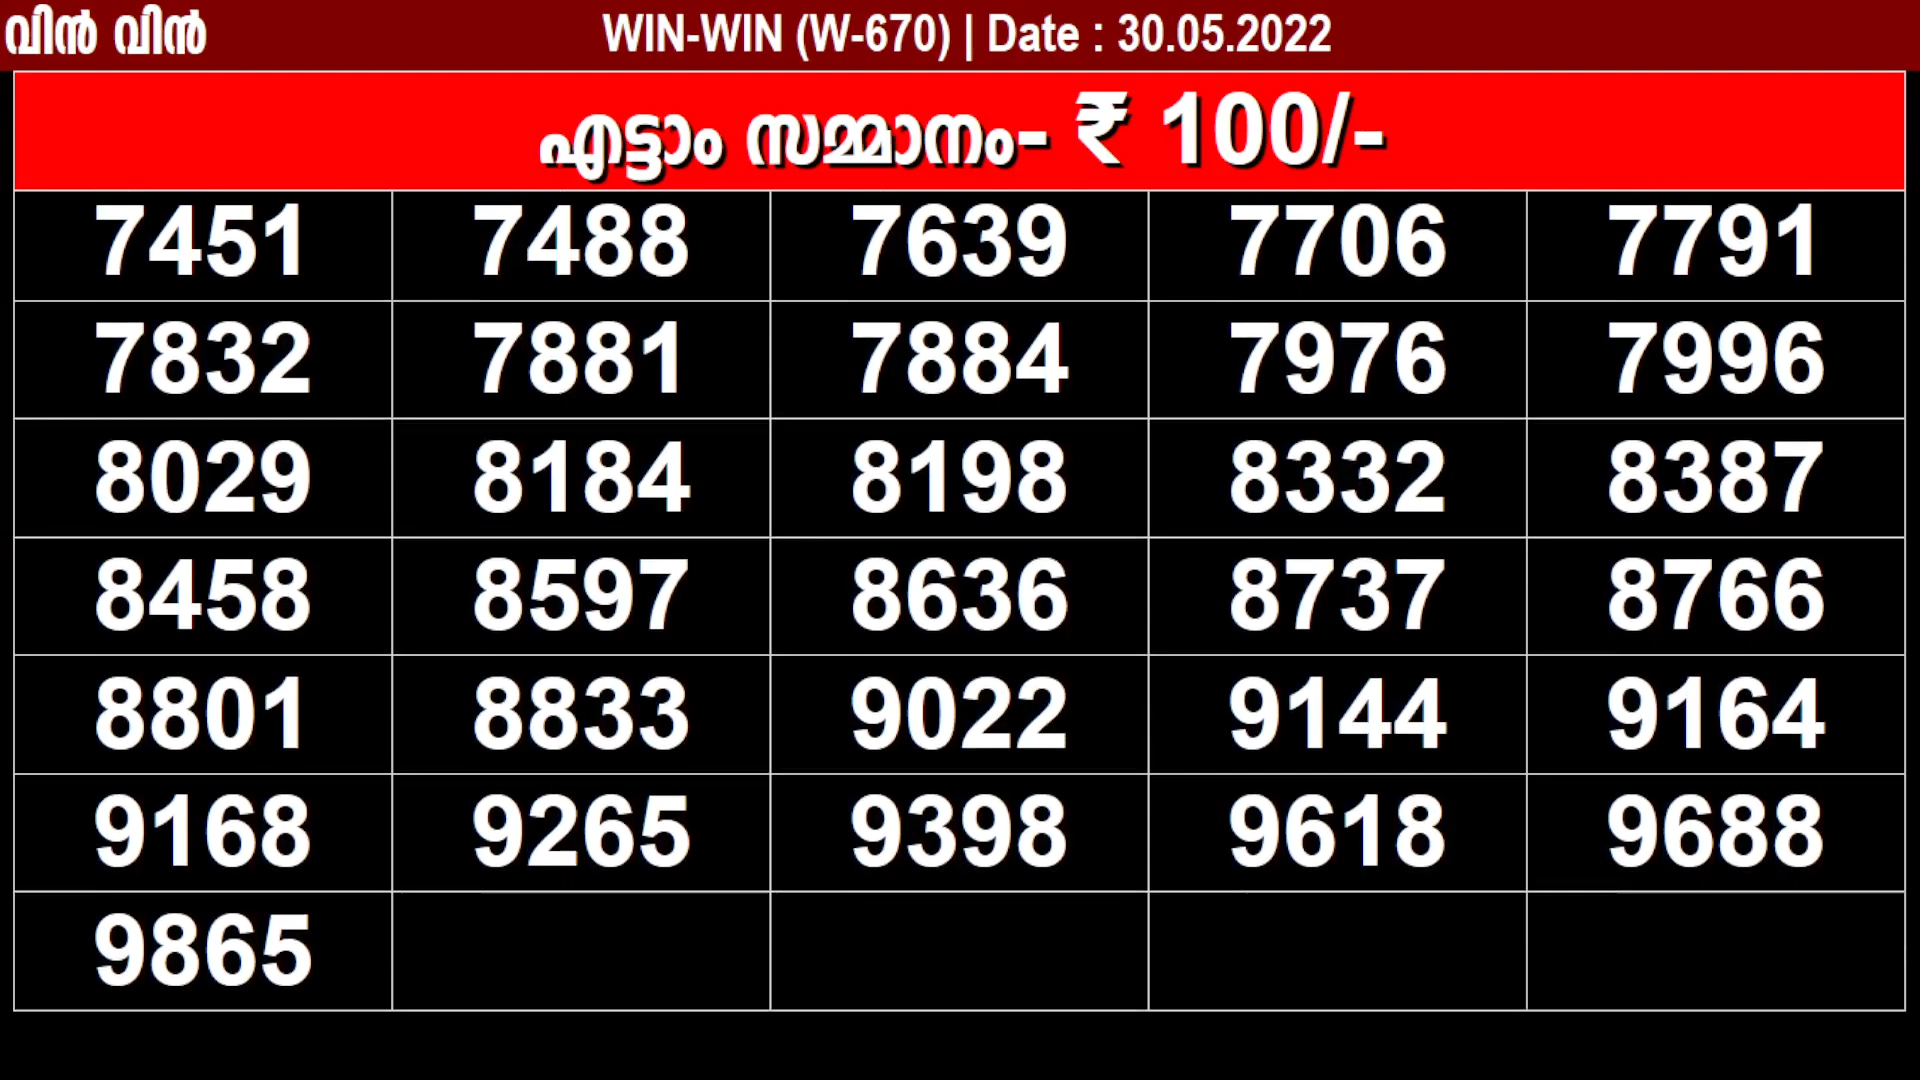 വിൻ വിൻ WIN-WIN (W-670) | Date : 30.05.2022
എട്ടാം സമ്മാനം- ₹ 100/-
7451 7488 7639 7706 7791
7832 7881 7884 7976 7996
8029 8184 8198 8332 8387
8458 8597 8636 8737 8766
8801 8833 9022 9144 9164
9168 9265 9398 9618 9688
9865